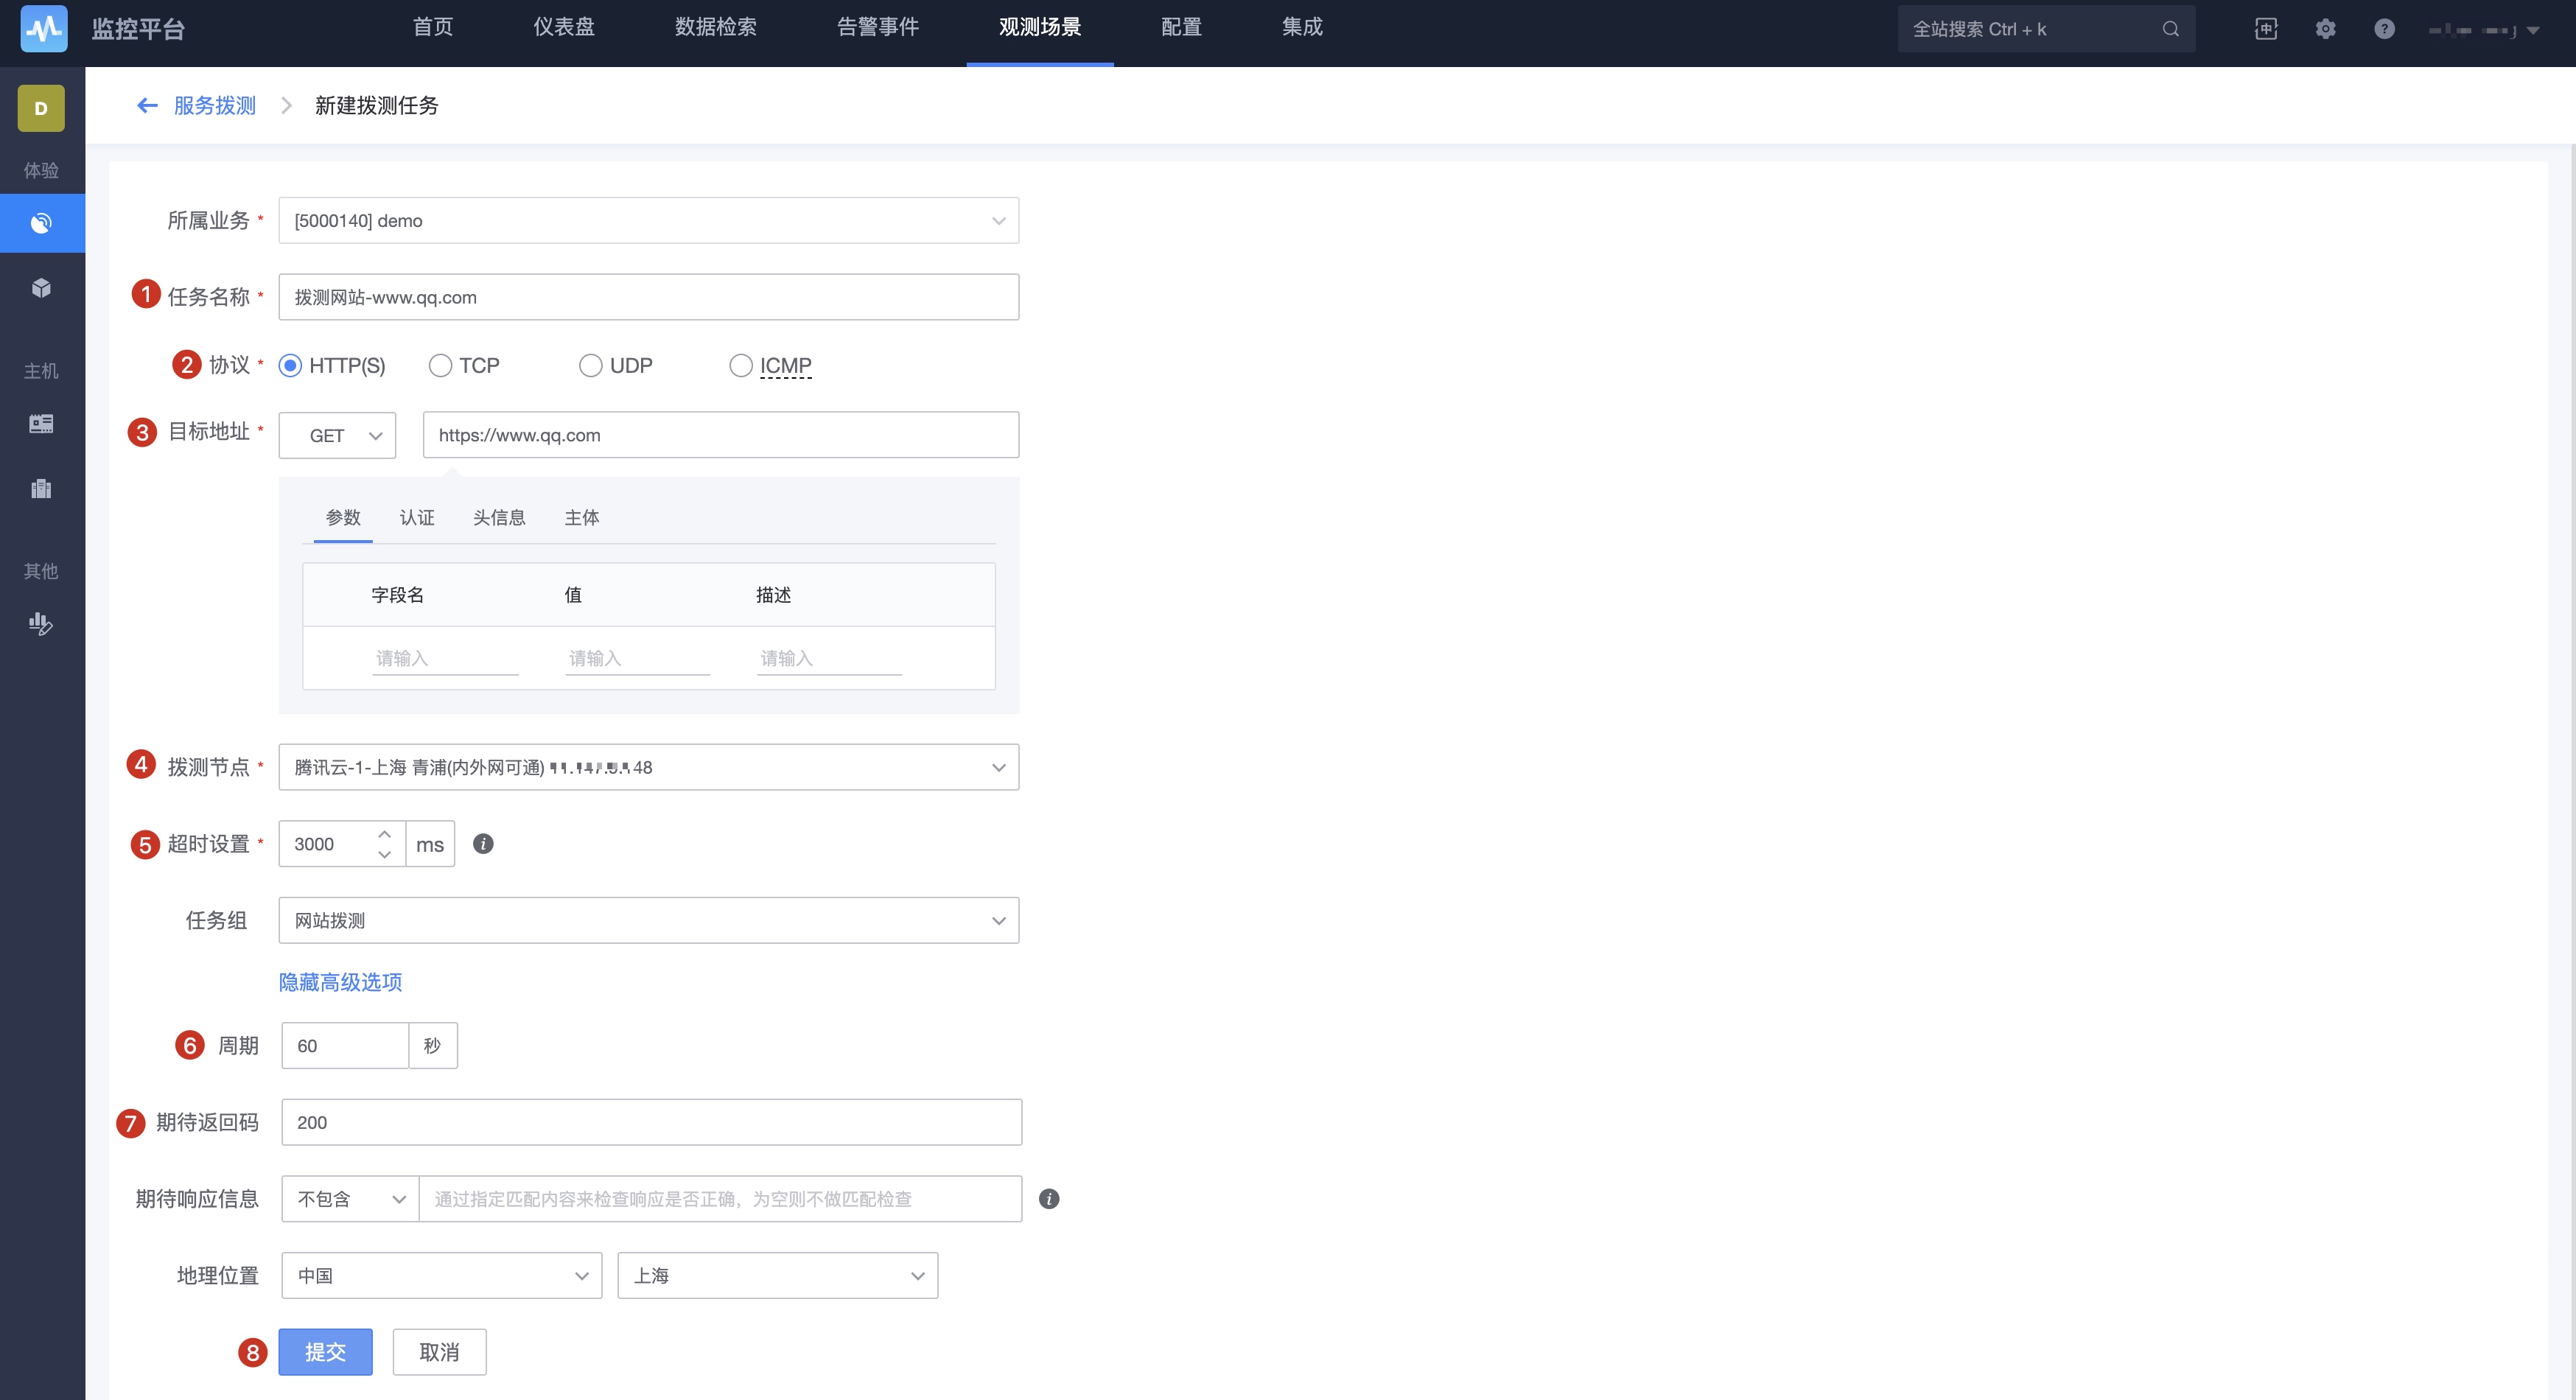 监控平台
首页 仪表盘 数据检索 告警事件 观测场景 配置 集成
全站搜索 Ctrl + k
中
?
D
服务拨测 新建拨测任务
体验
所属业务 * [5000140] demo
1 任务名称 * 拨测网站-www.qq.com
2 协议 * HTTP(S) TCP UDP ICMP
主机
3 目标地址 * GET https://www.qq.com
参数 认证 头信息 主体
其他
字段名 值 描述
请输入 请输入 请输入
4 拨测节点 * 腾讯云-1-上海 青浦(内外网可通) 48
5 超时设置 * 3000 ms i
任务组 网站拨测
隐藏高级选项
6 周期 60 秒
7 期待返回码 200
期待响应信息 不包含 通过指定匹配内容来检查响应是否正确，为空则不做匹配检查 i
地理位置 中国 上海
8 提交 取消